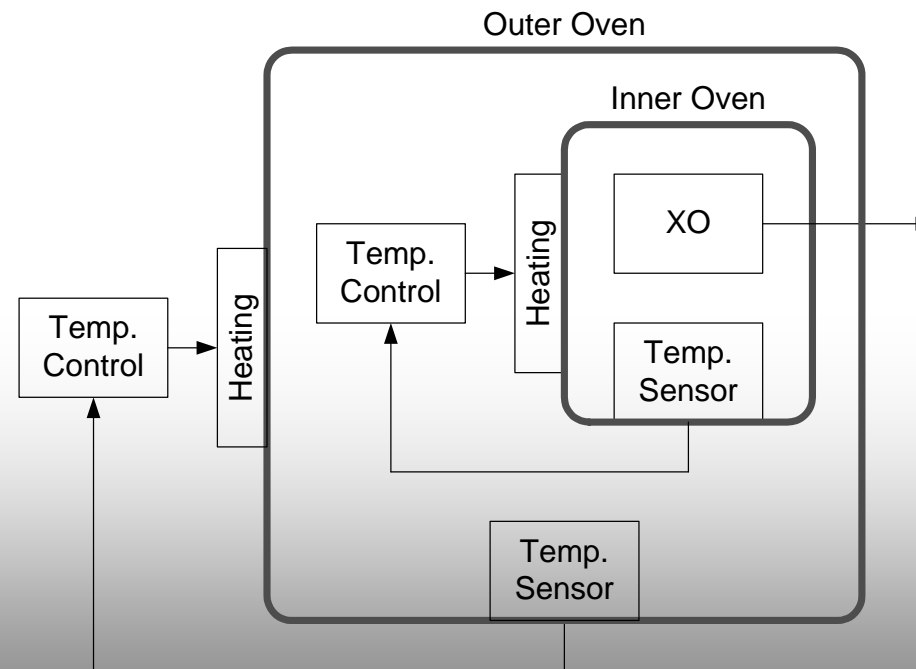 Outer Oven
Inner Oven
XO
Temp.
Control
Heating
Temp.
Control
Heating
Temp.
Sensor
Temp.
Sensor